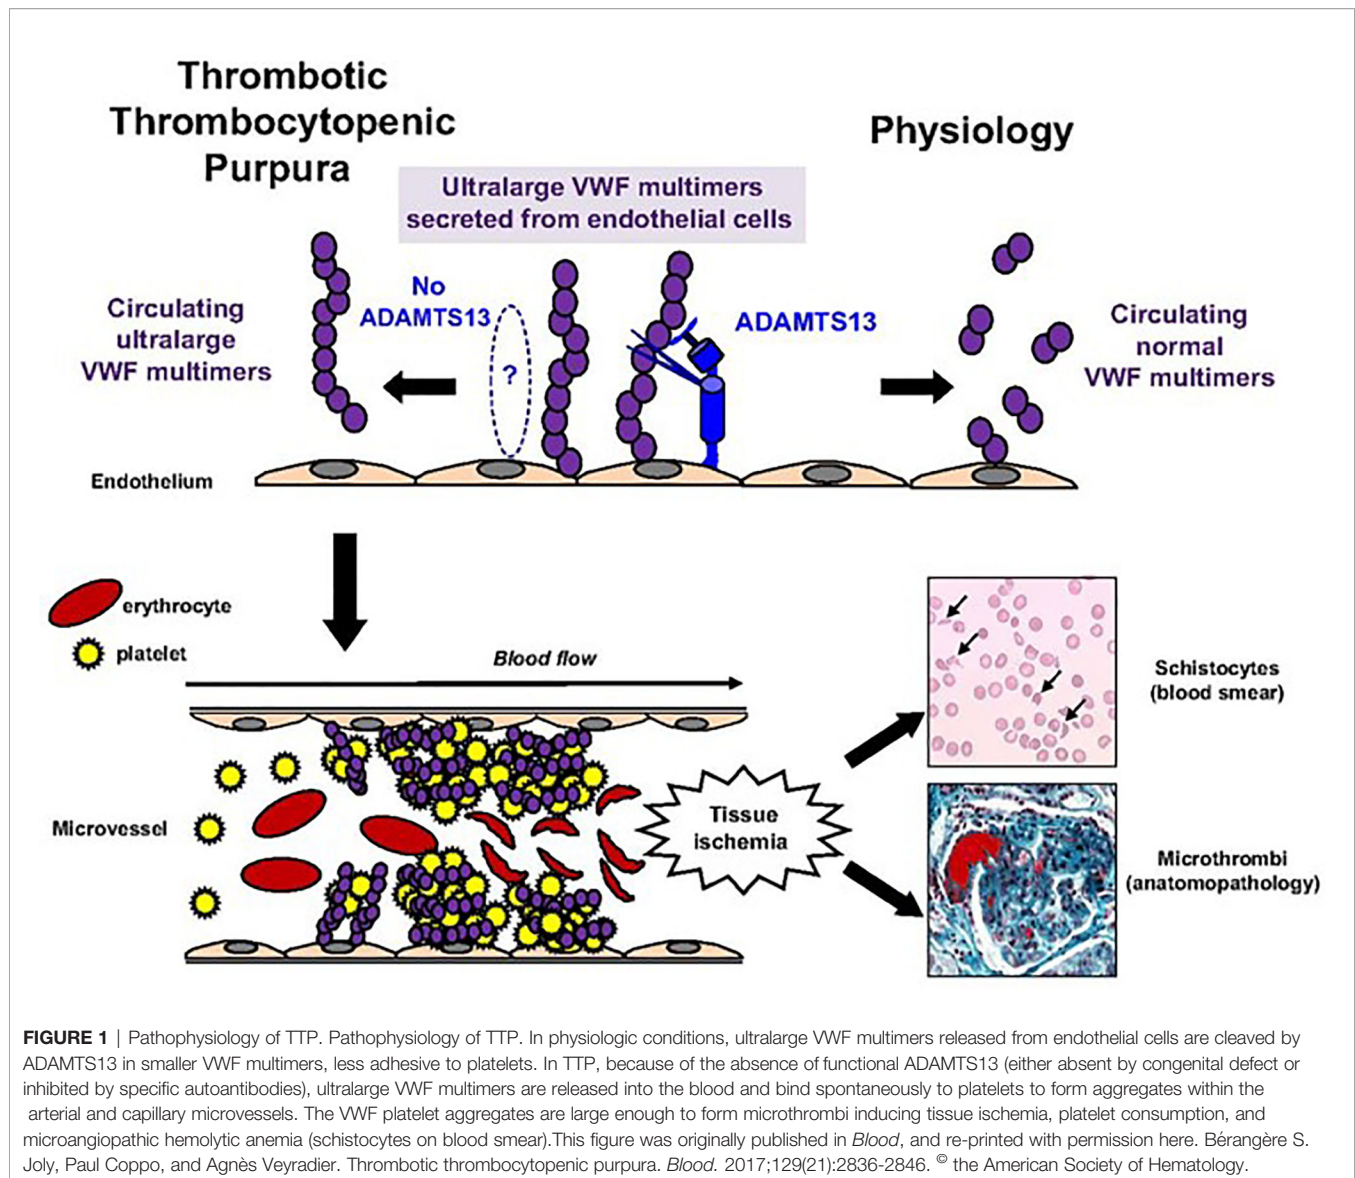 Thrombotic
Thrombocytopenic
Purpura
Physiology
Ultralarge VWF multimers
secreted from endothelial cells
Circulating
ultralarge
VWF multimers
No
ADAMTS13
?
ADAMTS13
Circulating
normal
VWF multimers
Endothelium
erythrocyte
platelet
Blood flow
Microvessel
Tissue
ischemia
Schistocytes
(blood smear)
Microthrombi
(anatomopathology)
FIGURE 1 | Pathophysiology of TTP. Pathophysiology of TTP. In physiologic conditions, ultralarge VWF multimers released from endothelial cells are cleaved by
ADAMTS13 in smaller VWF multimers, less adhesive to platelets. In TTP, because of the absence of functional ADAMTS13 (either absent by congenital defect or
inhibited by specific autoantibodies), ultralarge VWF multimers are released into the blood and bind spontaneously to platelets to form aggregates within the
arterial and capillary microvessels. The VWF platelet aggregates are large enough to form microthrombi inducing tissue ischemia, platelet consumption, and
microangiopathic hemolytic anemia (schistocytes on blood smear).This figure was originally published in Blood, and re-printed with permission here. Bérangère S.
Joly, Paul Coppo, and Agnès Veyradier. Thrombotic thrombocytopenic purpura. Blood. 2017;129(21):2836-2846. © the American Society of Hematology.